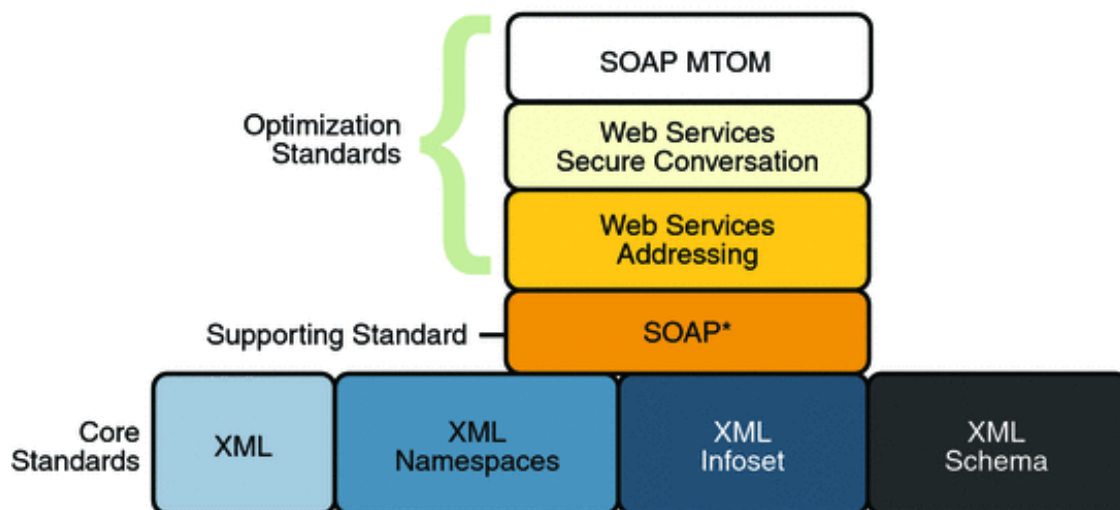 SOAP MTOM
Optimization
Standards
Web Services
Secure Conversation
Web Services
Addressing
Supporting Standard
SOAP*
Core
Standards
XML
XML
Namespaces
XML
Infoset
XML
Schema